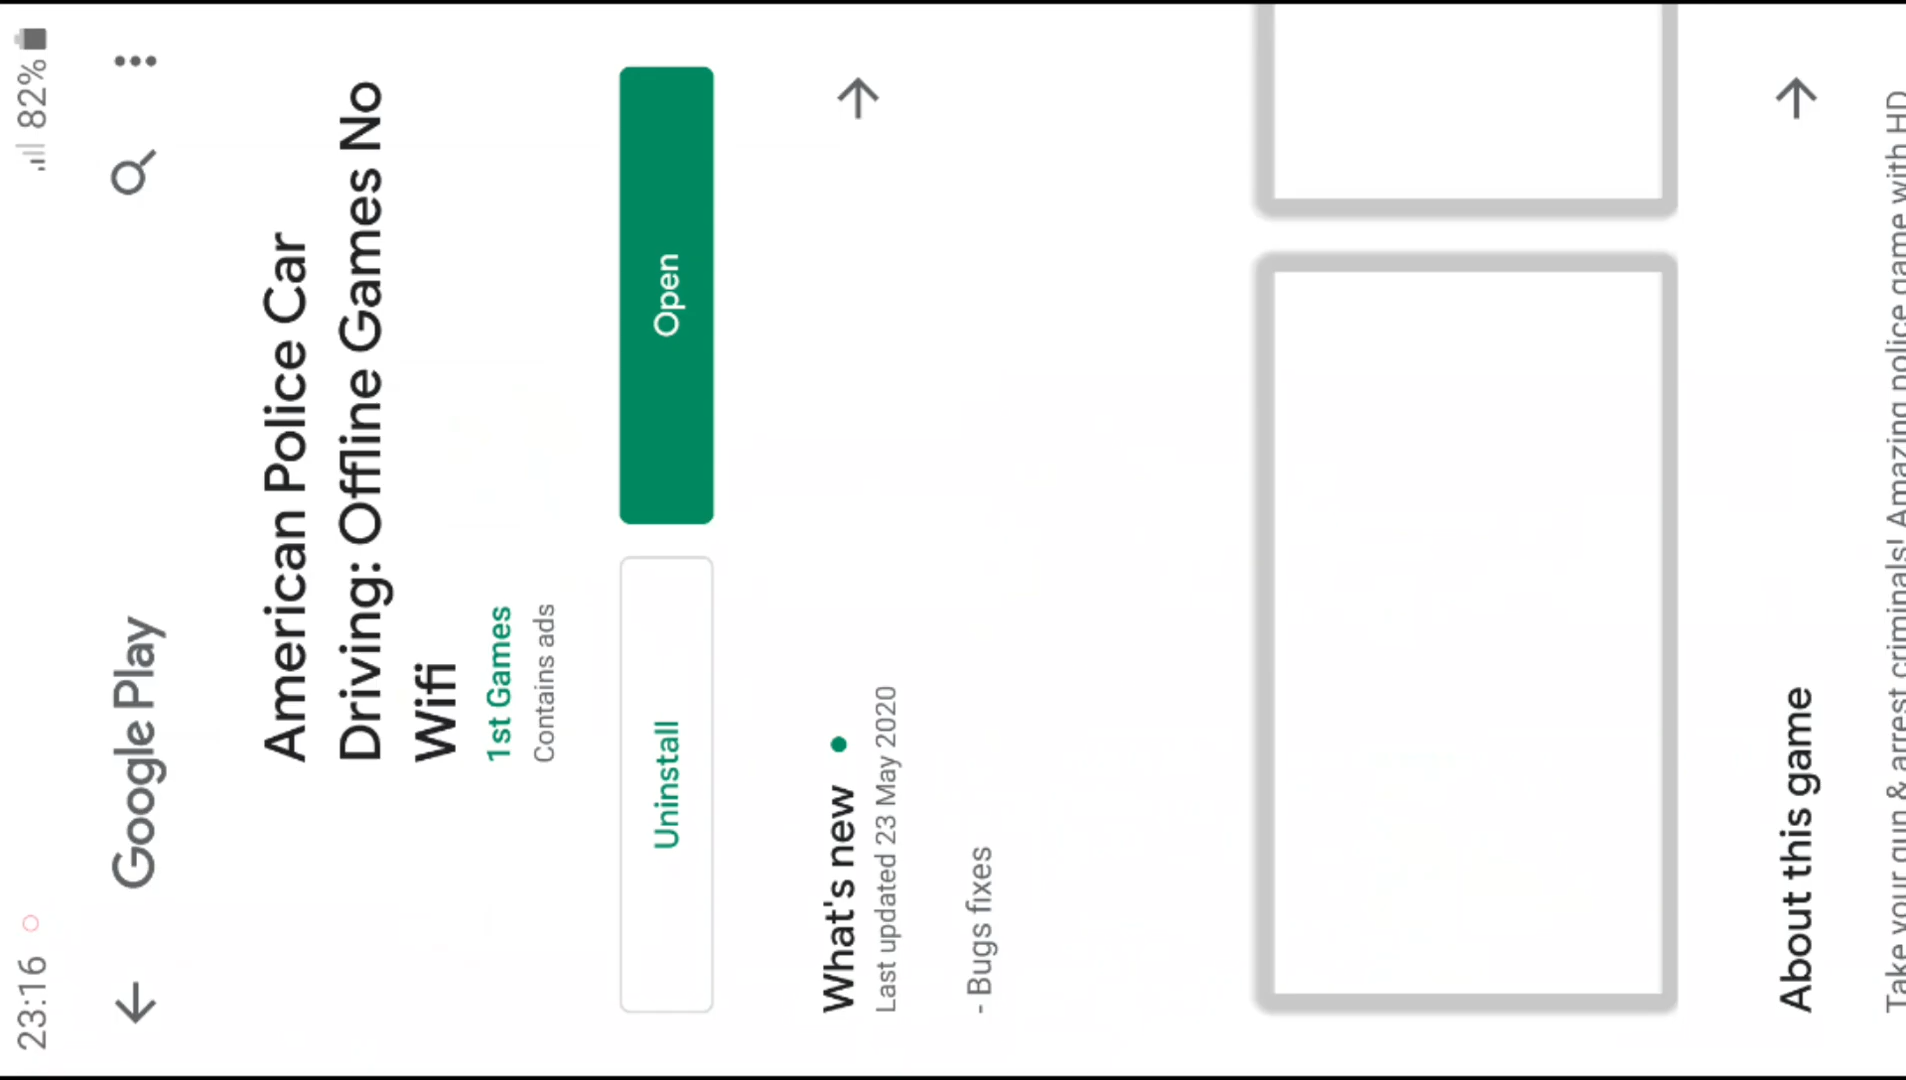 23:16 82%
Google Play
American Police Car
Driving: Offline Games No
Wifi
1st Games
Contains ads
Uninstall Open
What's new
Last updated 23 May 2020
- Bugs fixes
About this game
Take your gun & arrest criminals! Amazing police game with HD